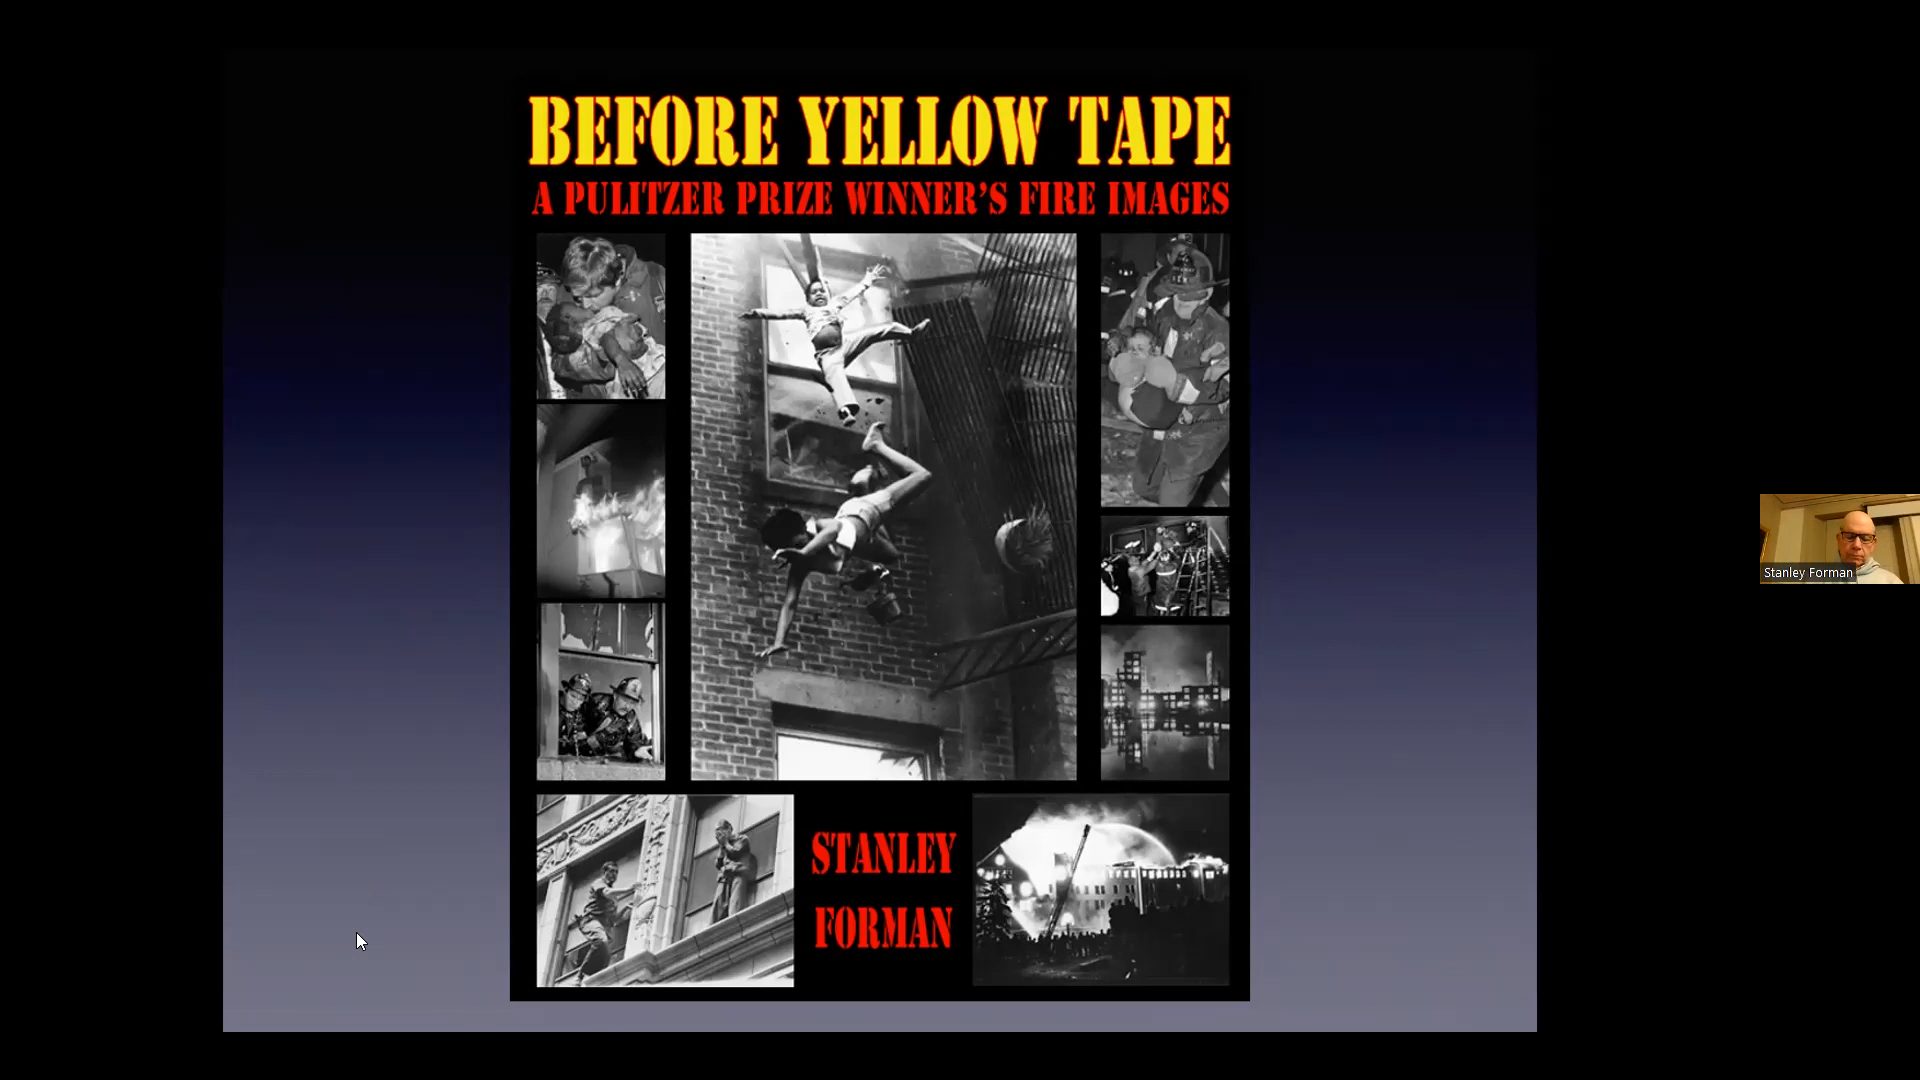 BEFORE YELLOW TAPE
A PULITZER PRIZE WINNER'S FIRE IMAGES
STANLEY
FORMAN
Stanley Forman